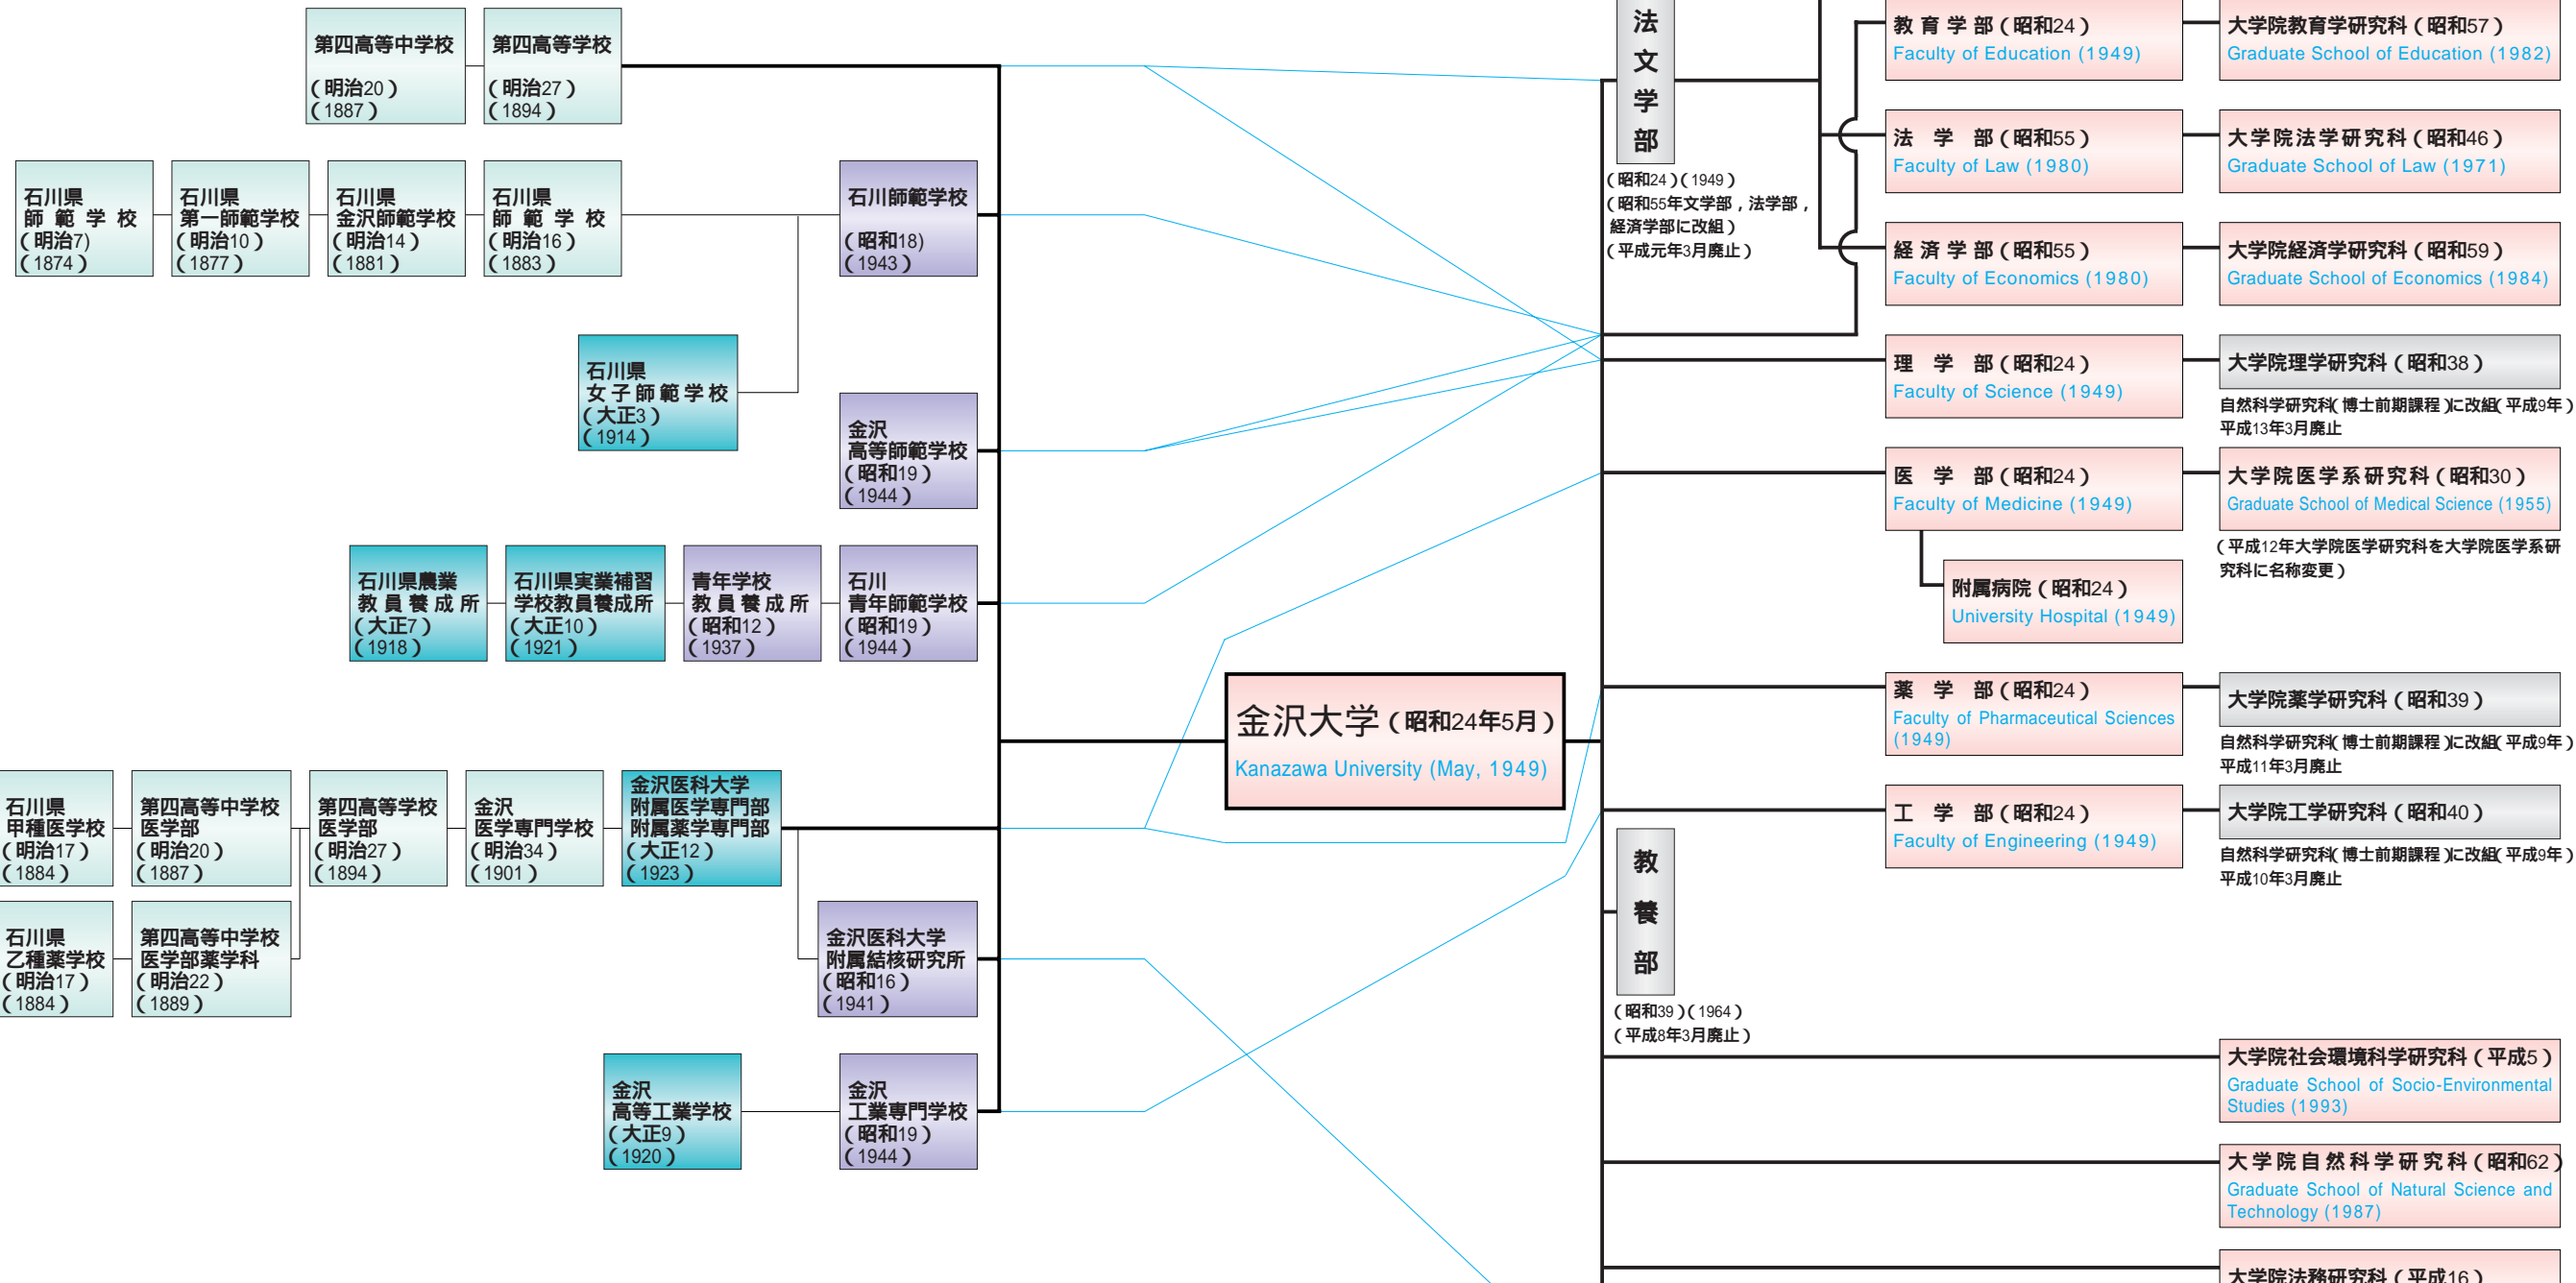 第四高等中学校
（明治20）
（1887）
第四高等学校
（明治27）
（1894）
石川県
師範学校
（明治7)
（1874）
石川県
第一師範学校
（明治10）
（1877）
石川県
金沢師範学校
（明治14）
（1881）
石川県
師範学校
（明治16）
（1883）
石川師範学校
（昭和18)
（1943）
石川県
女子師範学校
（大正3）
（1914）
金沢
高等師範学校
（昭和19）
（1944）
石川県農業
教員養成所
（大正7）
（1918）
石川県実業補習
学校教員養成所
（大正10）
（1921）
青年学校
教員養成所
（昭和12）
（1937）
石川
青年師範学校
（昭和19）
（1944）
石川県
甲種医学校
（明治17）
（1884）
第四高等中学校
医学部
（明治20）
（1887）
第四高等学校
医学部
（明治27）
（1894）
金沢
医学専門学校
（明治34）
（1901）
金沢医科大学
附属医学専門部
附属薬学専門部
（大正12）
（1923）
石川県
乙種薬学校
（明治17）
（1884）
第四高等中学校
医学部薬学科
（明治22）
（1889）
金沢医科大学
附属結核研究所
（昭和16）
（1941）
金沢
高等工業学校
（大正9）
（1920）
金沢
工業専門学校
（昭和19）
（1944）
金沢大学（昭和24年5月）
Kanazawa University (May, 1949)
法文学部
（昭和24）(1949）
（昭和55年文学部，法学部，
経済学部に改組）
（平成元年3月廃止）
教育学部（昭和24）
Faculty of Education (1949)
大学院教育学研究科（昭和57）
Graduate School of Education (1982)
法　学　部（昭和55）
Faculty of Law (1980)
大学院法学研究科（昭和46）
Graduate School of Law (1971)
経済学部（昭和55）
Faculty of Economics (1980)
大学院経済学研究科（昭和59）
Graduate School of Economics (1984)
理　学　部（昭和24）
Faculty of Science (1949)
大学院理学研究科（昭和38）
自然科学研究科（博士前期課程）に改組（平成9年）
平成13年3月廃止
医　学　部（昭和24）
Faculty of Medicine (1949)
大学院医学系研究科（昭和30）
Graduate School of Medical Science (1955)
（平成12年大学院医学研究科を大学院医学系研
究科に名称変更）
附属病院（昭和24）
University Hospital (1949)
薬　学　部（昭和24）
Faculty of Pharmaceutical Sciences
(1949)
大学院薬学研究科（昭和39）
自然科学研究科（博士前期課程）に改組（平成9年）
平成11年3月廃止
工　学　部（昭和24）
Faculty of Engineering (1949)
大学院工学研究科（昭和40）
自然科学研究科（博士前期課程）に改組（平成9年）
平成10年3月廃止
教養部
（昭和39）(1964）
（平成8年3月廃止）
大学院社会環境科学研究科（平成5）
Graduate School of Socio-Environmental
Studies (1993)
大学院自然科学研究科（昭和62）
Graduate School of Natural Science and
Technology (1987)
大学院法務研究科（平成16）